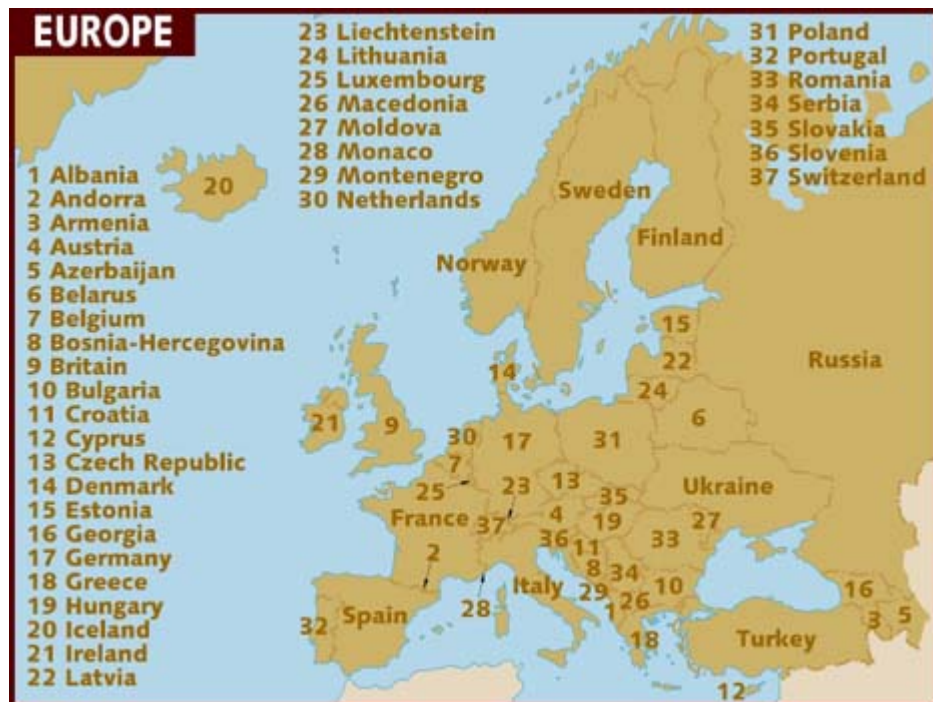 EUROPE
1 Albania
2 Andorra
3 Armenia
4 Austria
5 Azerbaijan
6 Belarus
7 Belgium
8 Bosnia-Hercegovina
9 Britain
10 Bulgaria
11 Croatia
12 Cyprus
13 Czech Republic
14 Denmark
15 Estonia
16 Georgia
17 Germany
18 Greece
19 Hungary
20 Iceland
21 Ireland
22 Latvia
23 Liechtenstein
24 Lithuania
25 Luxembourg
26 Macedonia
27 Moldova
28 Monaco
29 Montenegro
30 Netherlands
31 Poland
32 Portugal
33 Romania
34 Serbia
35 Slovakia
36 Slovenia
37 Switzerland
20
Sweden
Finland
Norway
15
Russia
14
22
24
21
9
6
30
17
31
7
13
25
23
35
Ukraine
France
37
4
19
27
36
11
33
2
8
34
10
28
Italy
29
26
16
32
Spain
1
18
Turkey
3
5
12